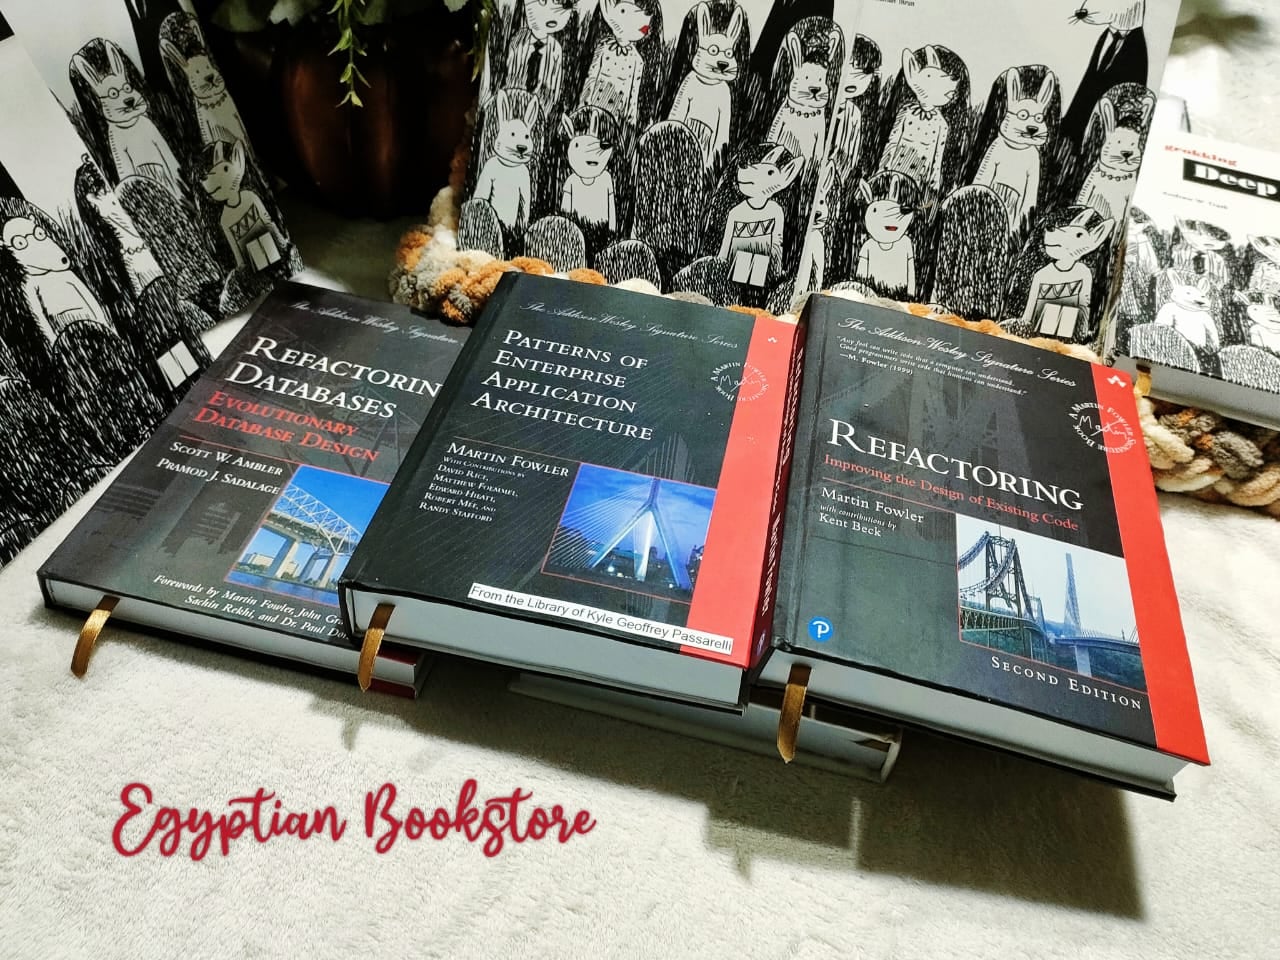 grokking
Deep
Andrew W. Trask
The Addison Wesley Signature
REFACTORIN
DATABASES
EVOLUTIONARY
DATABASE DESIGN
SCOTT W. AMBLER
PRAMOD J. SADALAGE
Forewords by Martin Fowler, John Gra
Sachin Rekhi, and Dr. Paul Dor
The Addison Wesley Signature Series
PATTERNS OF
ENTERPRISE
APPLICATION
ARCHITECTURE
A MARTIN FOWLER SIGNATURE BOOK
MARTIN FOWLER
WITH CONTRIBUTIONS BY
DAVID RICE,
MATTHEW FOEMMEL,
EDWARD HIEATT,
ROBERT MEE, AND
RANDY STAFFORD
From the Library of Kyle Geoffrey Passarelli
The Addison Wesley Signature Series
"Any fool can write code that a computer can understand.
Good programmers write code that humans can understand."
—M. Fowler (1999)
A MARTIN FOWLER SIGNATURE BOOK
REFACTORING
Improving the Design of Existing Code
Martin Fowler
with contributions by
Kent Beck
P
SECOND EDITION
Egyptian Bookstore